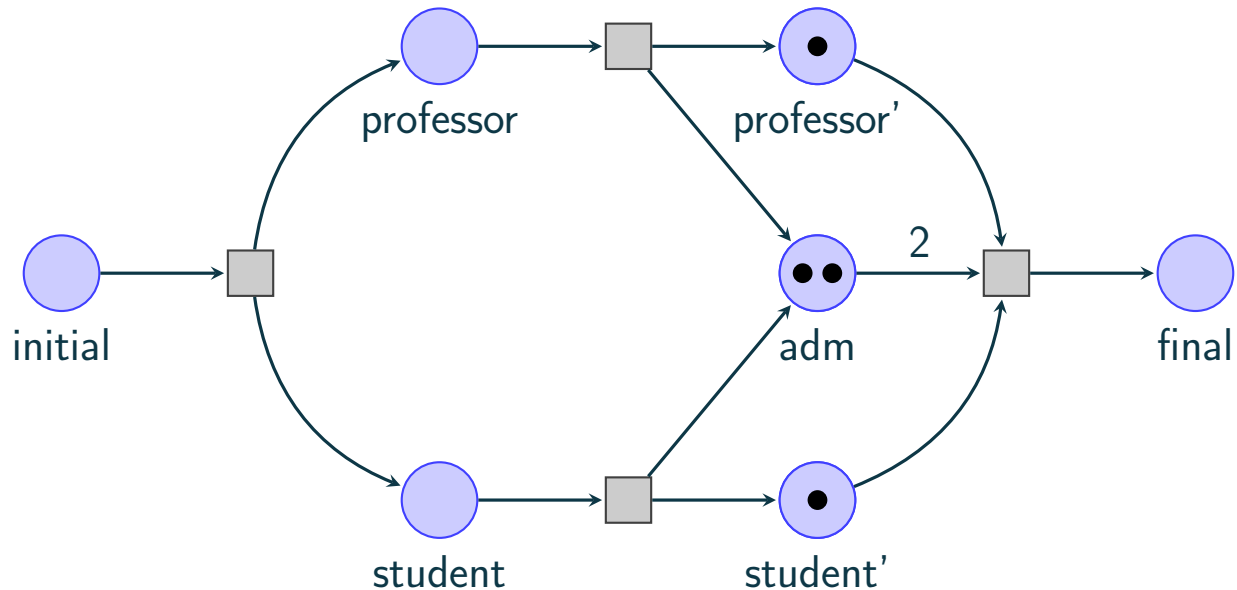 professor
professor'
2
initial
adm
final
student
student'